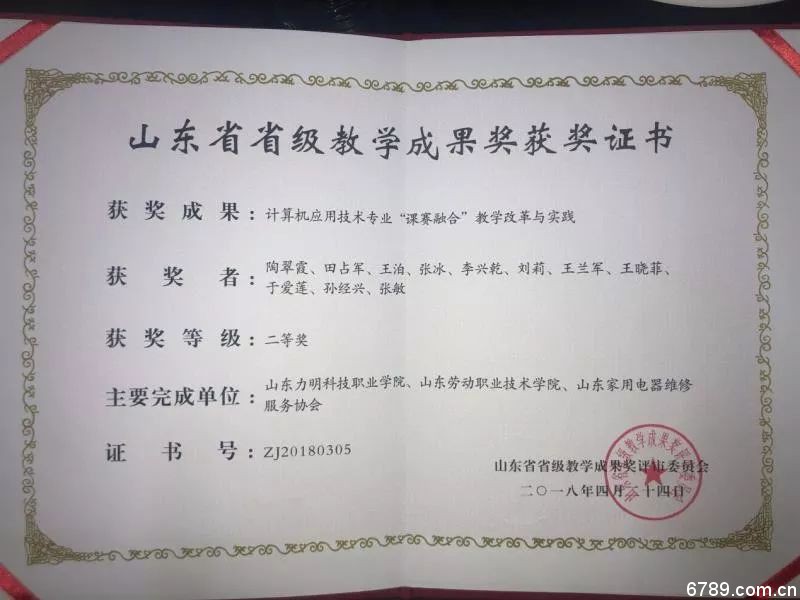 山东省省级教学成果奖获奖证书
获奖成果：计算机应用技术专业“课赛融合”教学改革与实践
获奖者：陶翠霞、田占军、王泊、张冰、李兴乾、刘莉、王兰军、王晓菲、
于爱莲、孙经兴、张敏
获奖等级：二等奖
主要完成单位：山东力明科技职业学院、山东劳动职业技术学院、山东家用电器维修
服务协会
证书号：ZJ20180305
山东省省级教学成果奖评审委员会
二〇一八年四月二十四日
6789.com.cn